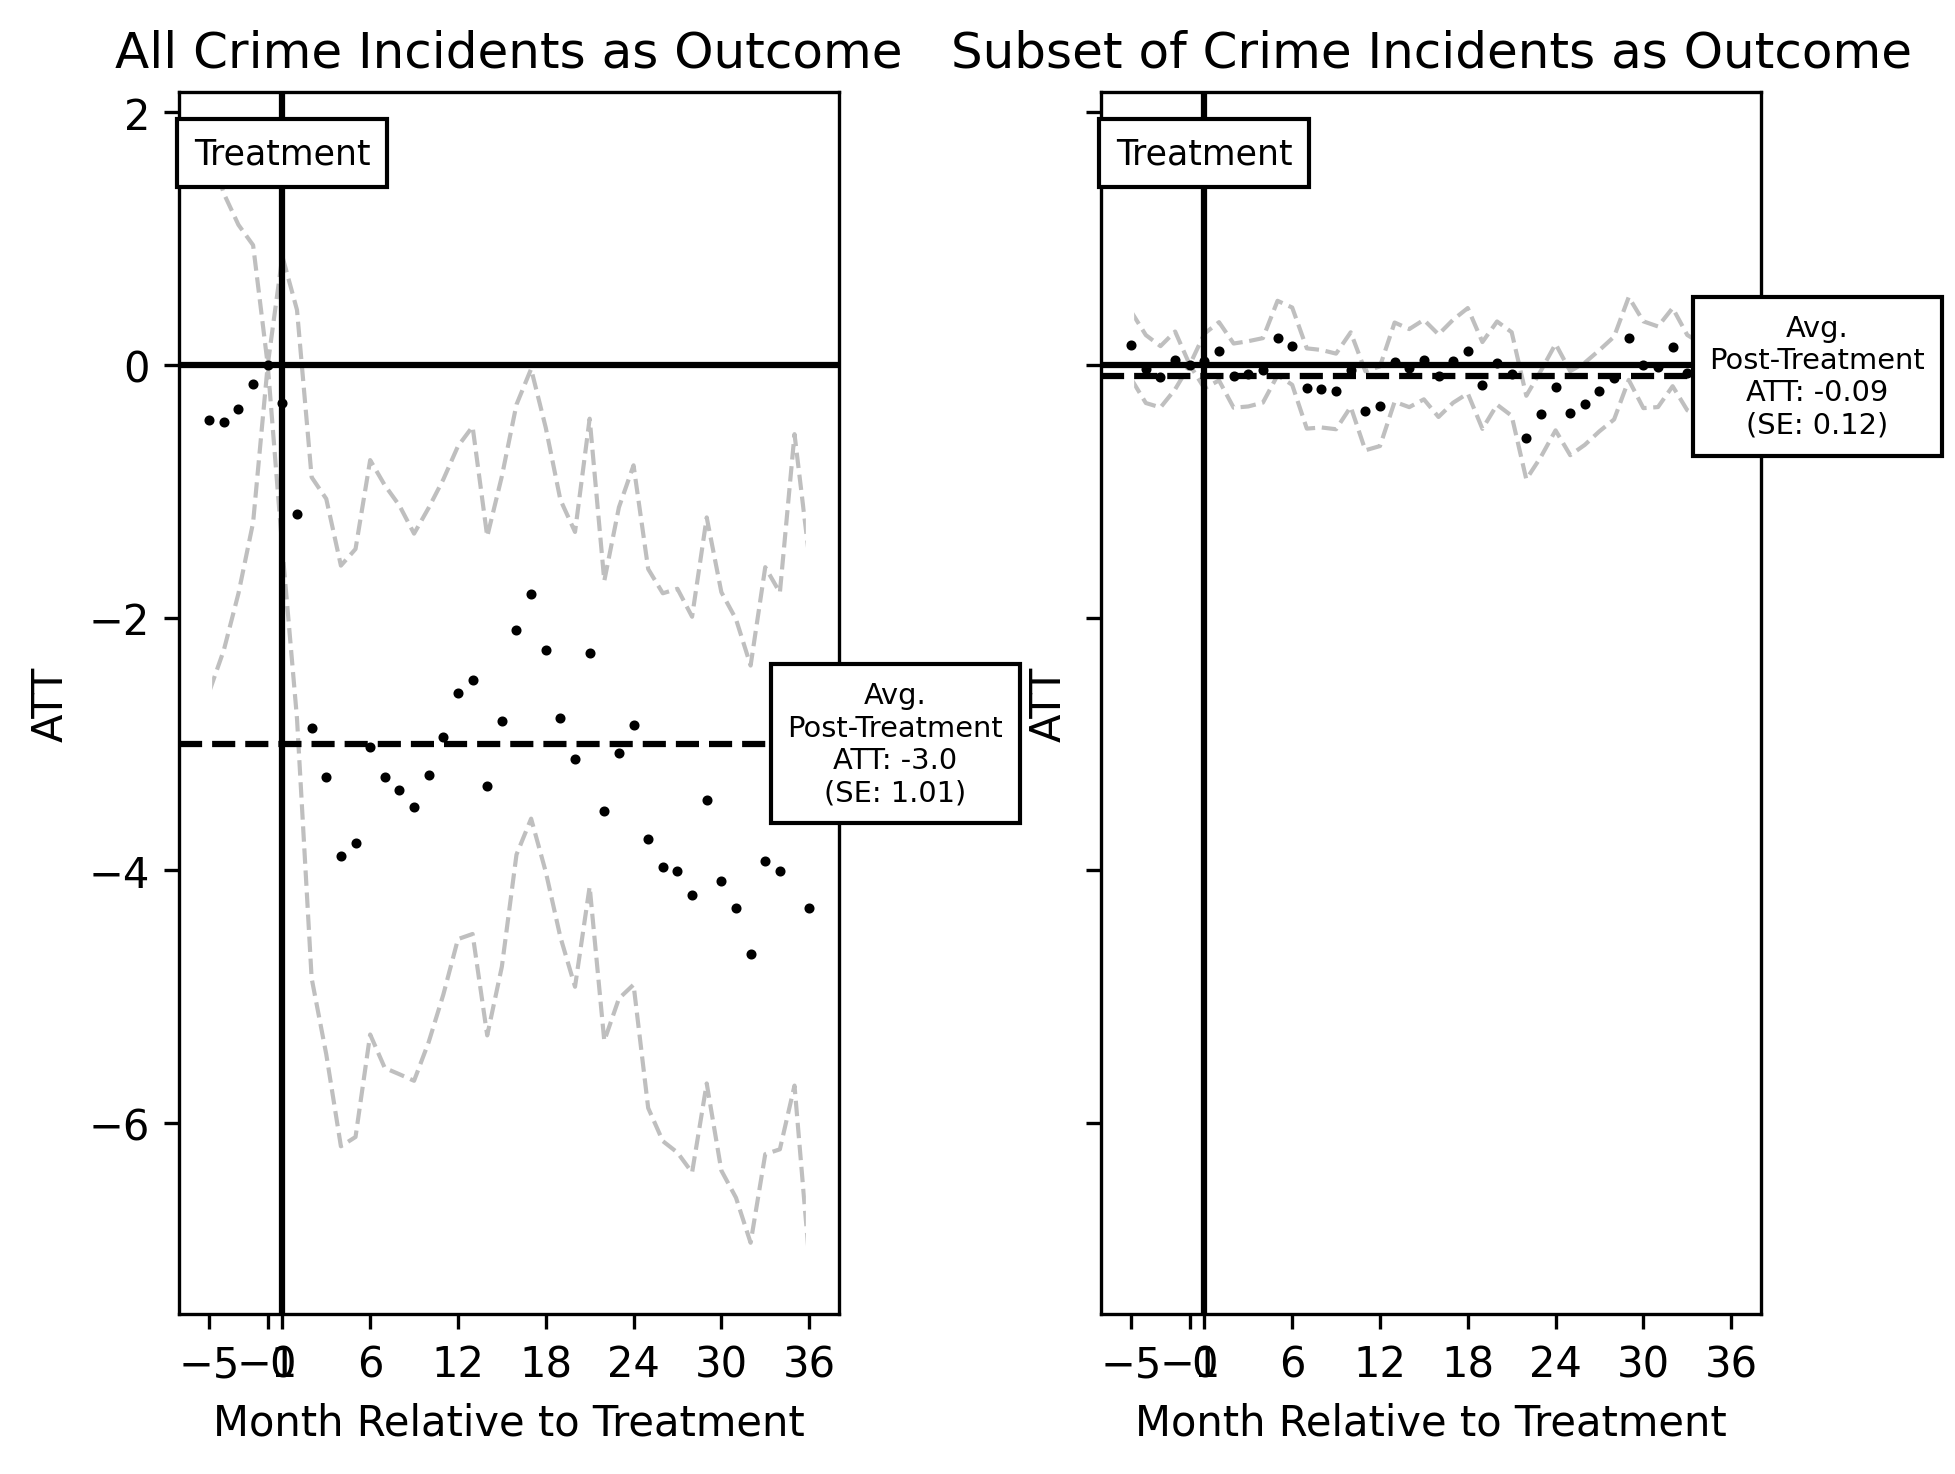 All Crime Incidents as Outcome
2
Treatment
0
−2
−4
−6
ATT
Avg.
Post-Treatment
ATT: -3.0
(SE: 1.01)
−5 −1 0 6 12 18 24 30 36
Month Relative to Treatment
Subset of Crime Incidents as Outcome
Treatment
ATT
Avg.
Post-Treatment
ATT: -0.09
(SE: 0.12)
−5 −1 0 6 12 18 24 30 36
Month Relative to Treatment